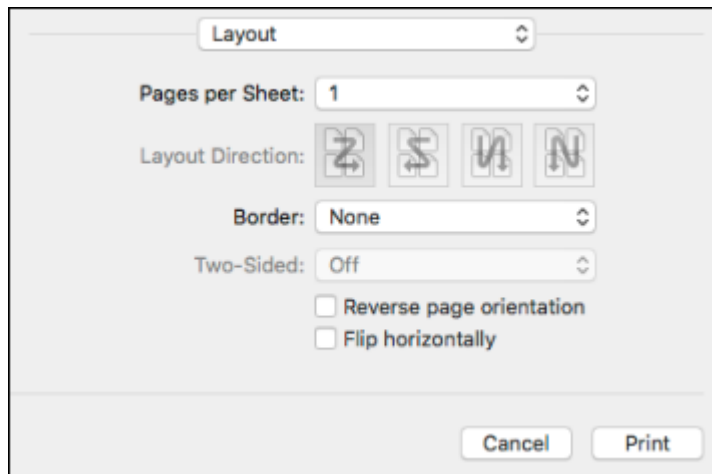 Layout
Pages per Sheet: 1
Layout Direction:
Border: None
Two-Sided: Off
Reverse page orientation
Flip horizontally
Cancel Print